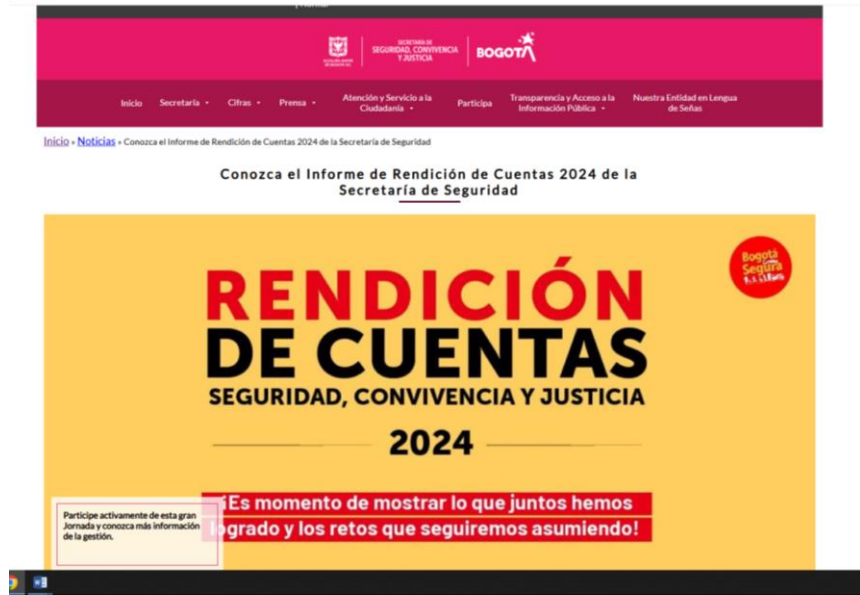 SECRETARÍA DE
SEGURIDAD, CONVIVENCIA
Y JUSTICIA
BOGOTÁ
Inicio Secretaría Cifras Prensa Atención y Servicio a la Ciudadanía Participa Transparencia y Acceso a la Información Pública Nuestra Entidad en Lengua de Señas
Inicio » Noticias » Conozca el Informe de Rendición de Cuentas 2024 de la Secretaría de Seguridad
Conozca el Informe de Rendición de Cuentas 2024 de la
Secretaría de Seguridad
Bogotá
Segura
RENDICIÓN
DE CUENTAS
SEGURIDAD, CONVIVENCIA Y JUSTICIA
2024
¡Es momento de mostrar lo que juntos hemos
logrado y los retos que seguiremos asumiendo!
Participe activamente de esta gran
Jornada y conozca más información
de la gestión.